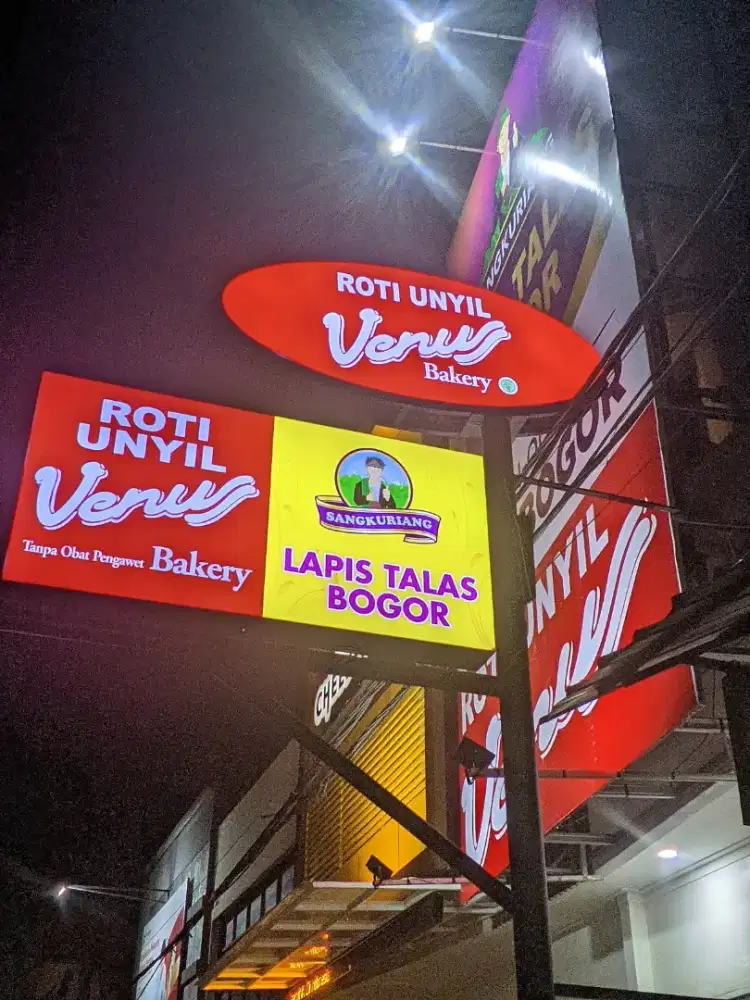 ROTI UNYIL
Venus
Bakery
ROTI
UNYIL
Venus
Tanpa Obat Pengawet Bakery
SANGKURIANG
LAPIS TALAS
BOGOR
BOGOR